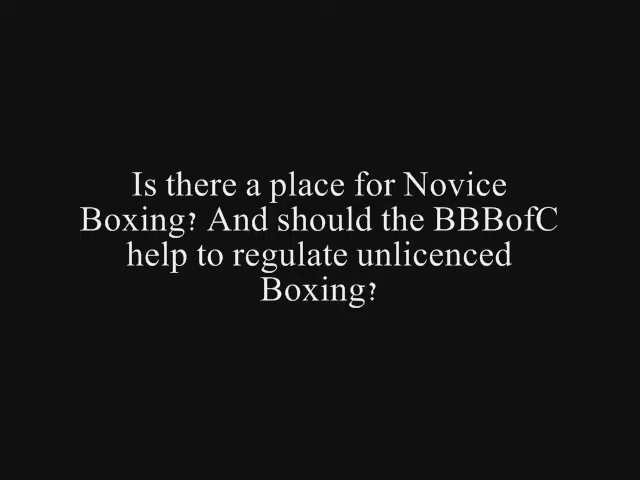 Is there a place for Novice
Boxing? And should the BBBofC
help to regulate unlicenced
Boxing?